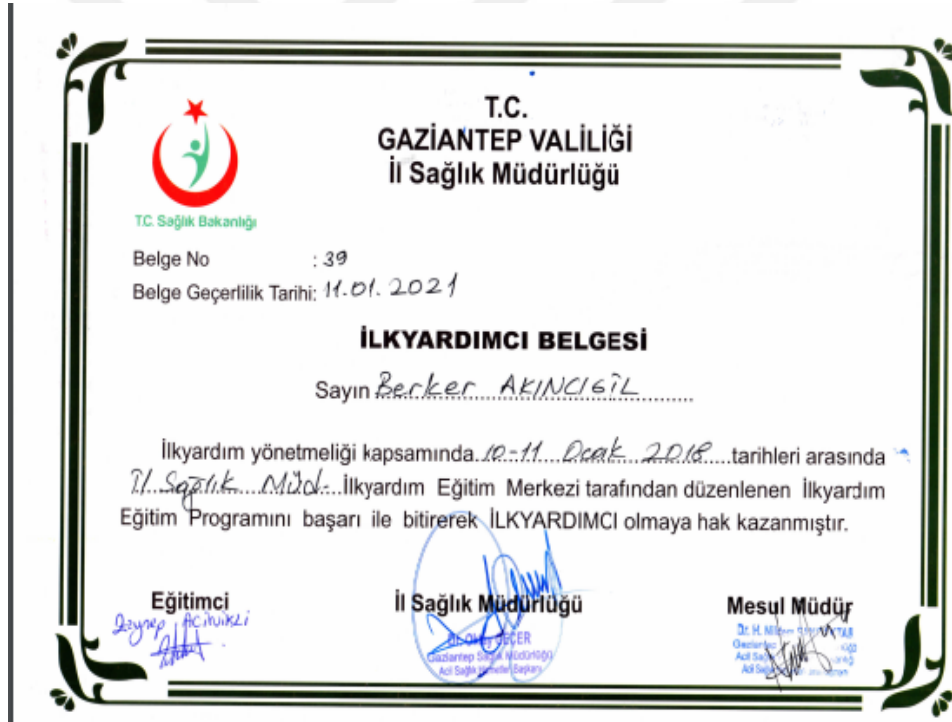 T.C.
GAZİANTEP VALİLİĞİ
İl Sağlık Müdürlüğü
T.C. Sağlık Bakanlığı
Belge No : 39
Belge Geçerlilik Tarihi: 11.01.2021
İLKYARDIMCI BELGESİ
Sayın Berker AKINCIGİL
İlkyardım yönetmeliği kapsamında 10-11 Ocak 2018 tarihleri arasında
İl Sağlık Müd. İlkyardım Eğitim Merkezi tarafından düzenlenen İlkyardım
Eğitim Programını başarı ile bitirerek İLKYARDIMCI olmaya hak kazanmıştır.
Eğitimci
Zeynep
İl Sağlık Müdürlüğü
Gaziantep Sağlık Müdürlüğü
Acil Sağlık Hizmetleri Başkanı
Mesul Müdür
Dr. H.